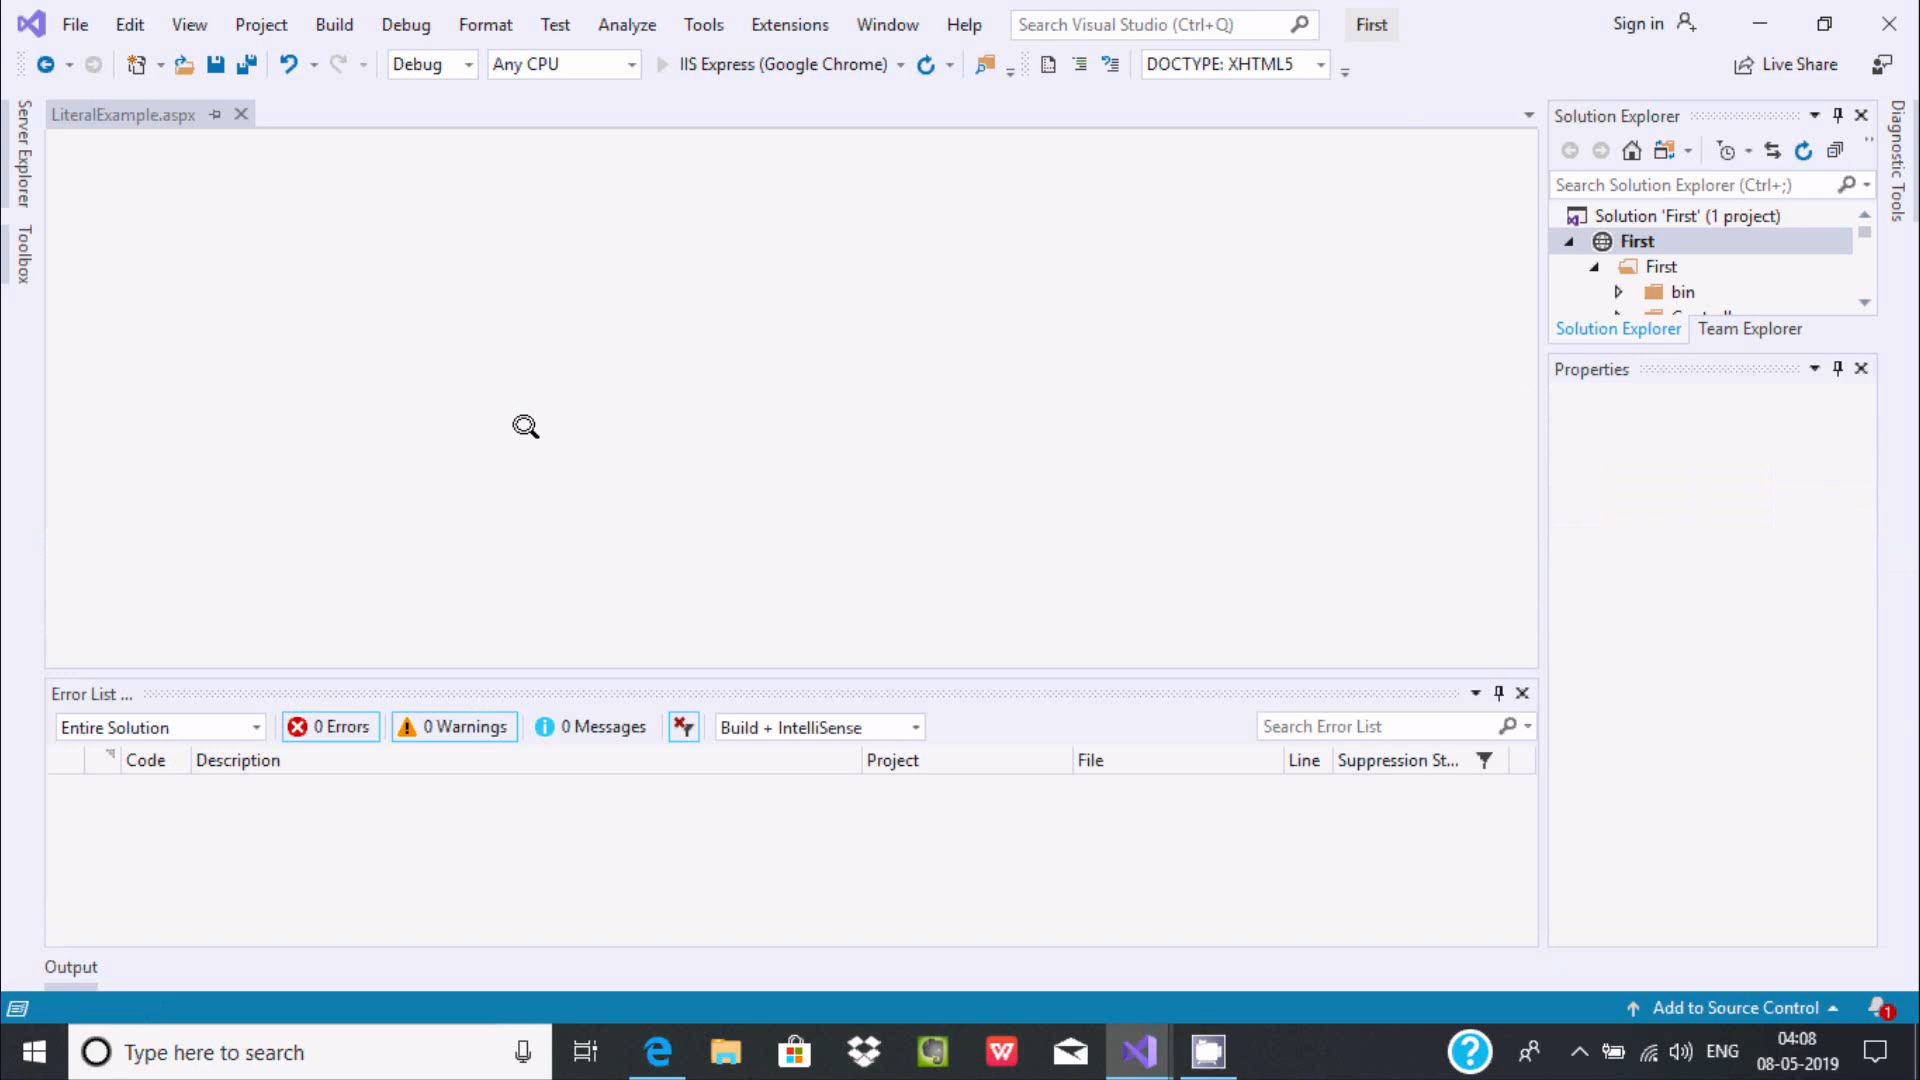 File Edit View Project Build Debug Format Test Analyze Tools Extensions Window Help Search Visual Studio (Ctrl+Q) First Sign in
Debug Any CPU IIS Express (Google Chrome) DOCTYPE: XHTML5 Live Share
LiteralExample.aspx
Server Explorer
Toolbox
Solution Explorer
Search Solution Explorer (Ctrl+;)
Solution 'First' (1 project)
First
First
bin
Solution Explorer Team Explorer
Properties
Diagnostic Tools
Error List ...
Entire Solution 0 Errors 0 Warnings 0 Messages Build + IntelliSense Search Error List
Code Description Project File Line Suppression St...
Output
Add to Source Control 1
Type here to search
ENG
04:08
08-05-2019